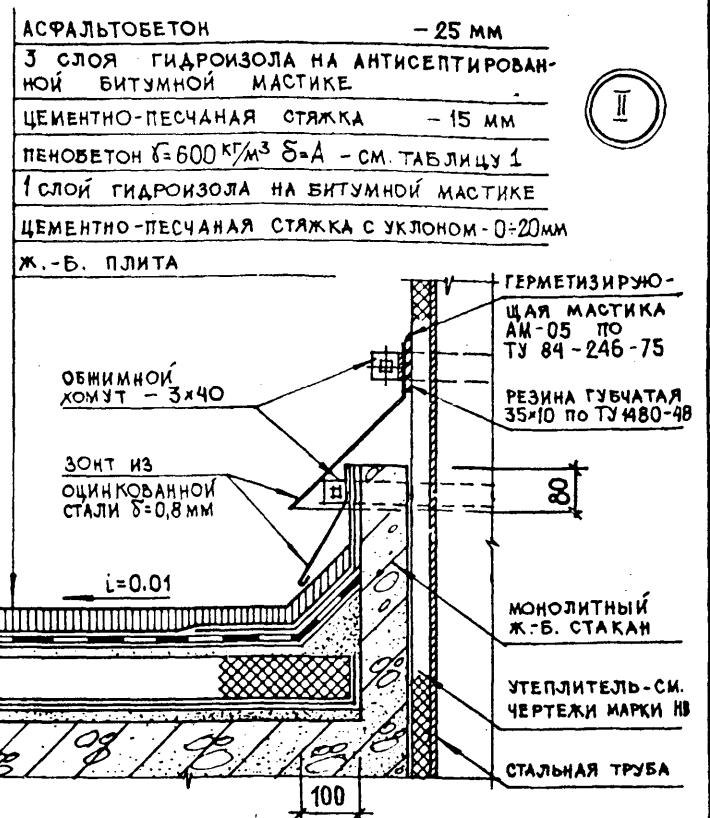 АСФАЛЬТОБЕТОН - 25 ММ
3 СЛОЯ ГИДРОИЗОЛА НА АНТИСЕПТИРОВАН-
НОЙ БИТУМНОЙ МАСТИКЕ
ЦЕМЕНТНО-ПЕСЧАНАЯ СТЯЖКА - 15 ММ
ПЕНОБЕТОН γ=600 КГ/М³ δ=А - СМ. ТАБЛИЦУ 1
1 СЛОЙ ГИДРОИЗОЛА НА БИТУМНОЙ МАСТИКЕ
ЦЕМЕНТНО-ПЕСЧАНАЯ СТЯЖКА С УКЛОНОМ - 0÷20ММ
Ж.-Б. ПЛИТА
II
ГЕРМЕТИЗИРУЮ-
ЩАЯ МАСТИКА
АМ-05 ПО
ТУ 84-246-75
ОБЖИМНОЙ
ХОМУТ - 3×40
РЕЗИНА ГУБЧАТАЯ
35×10 ПО ТУ1480-48
ЗОНТ ИЗ
ОЦИНКОВАННОЙ
СТАЛИ δ=0,8ММ
80
i=0.01
МОНОЛИТНЫЙ
Ж.-Б. СТАКАН
УТЕПЛИТЕЛЬ-СМ.
ЧЕРТЕЖИ МАРКИ НВ
СТАЛЬНАЯ ТРУБА
100